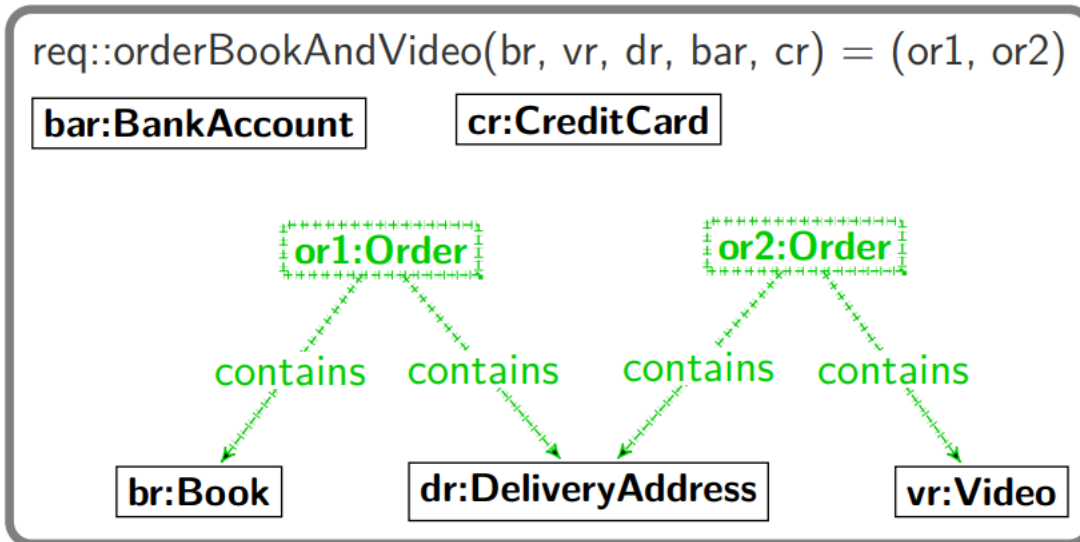 req::orderBookAndVideo(br, vr, dr, bar, cr) = (or1, or2)
bar:BankAccount
cr:CreditCard
or1:Order
or2:Order
contains
contains
contains
contains
br:Book
dr:DeliveryAddress
vr:Video